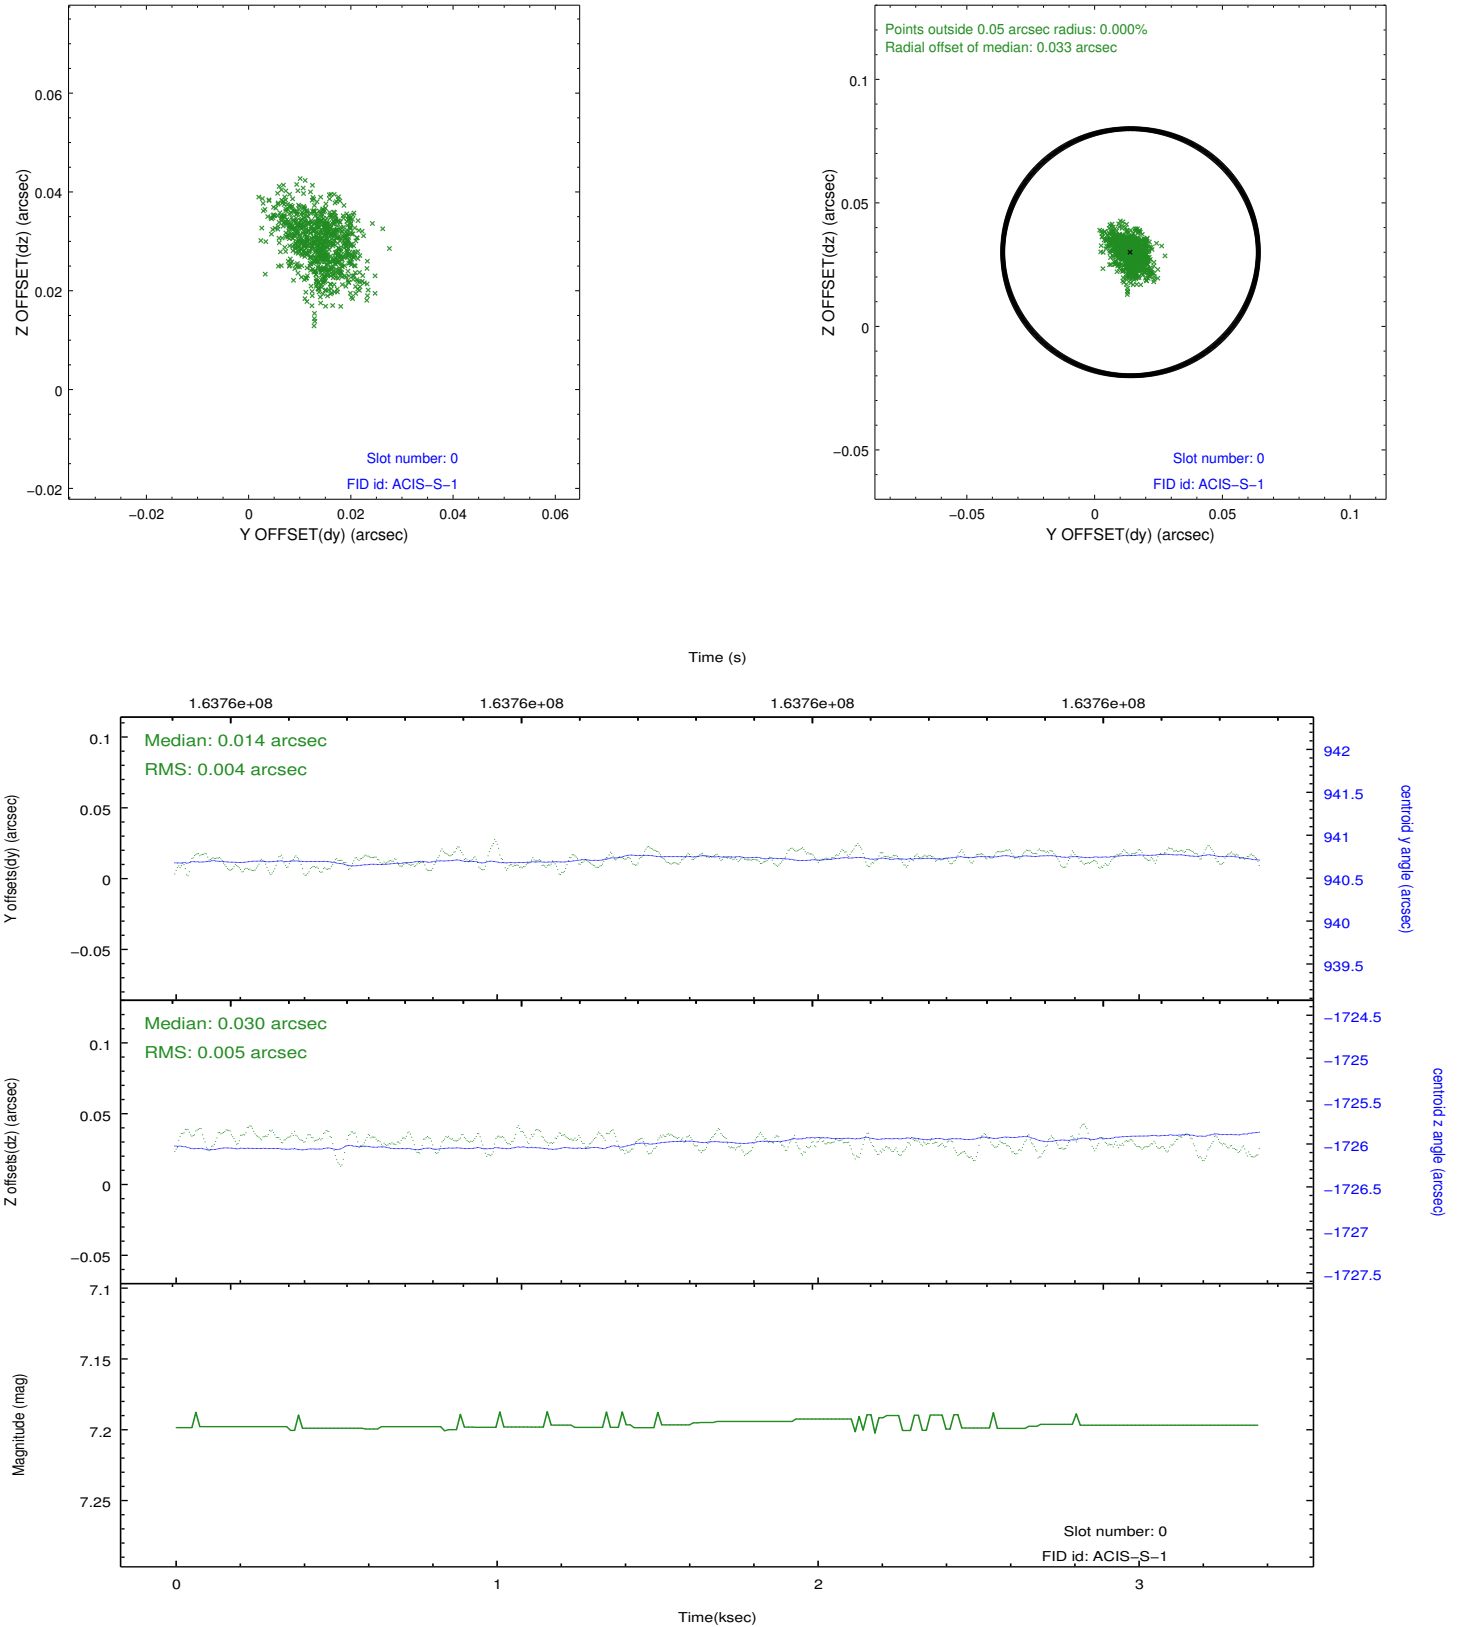 0.06
0.04
0.02
0
−0.02
Z OFFSET(dz) (arcsec)
Slot number: 0
FID id: ACIS−S−1
−0.02 0 0.02 0.04 0.06
Y OFFSET(dy) (arcsec)
Points outside 0.05 arcsec radius: 0.000%
Radial offset of median: 0.033 arcsec
0.1
0.05
0
−0.05
Z OFFSET(dz) (arcsec)
Slot number: 0
FID id: ACIS−S−1
−0.05 0 0.05 0.1
Y OFFSET(dy) (arcsec)
Time (s)
1.6376e+08 1.6376e+08 1.6376e+08 1.6376e+08
Median: 0.014 arcsec
RMS: 0.004 arcsec
0.1
0.05
0
−0.05
Y offsets(dy) (arcsec)
942
941.5
941
940.5
940
939.5
centroid y angle (arcsec)
Median: 0.030 arcsec
RMS: 0.005 arcsec
0.1
0.05
0
−0.05
Z offsets(dz) (arcsec)
−1724.5
−1725
−1725.5
−1726
−1726.5
−1727
−1727.5
centroid z angle (arcsec)
7.1
7.15
7.2
7.25
Magnitude (mag)
Slot number: 0
FID id: ACIS−S−1
0 1 2 3
Time(ksec)